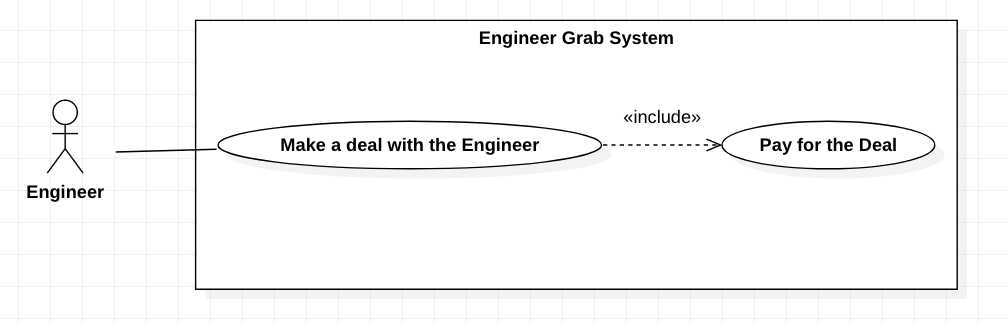 Engineer Grab System
«include»
Make a deal with the Engineer
Pay for the Deal
Engineer